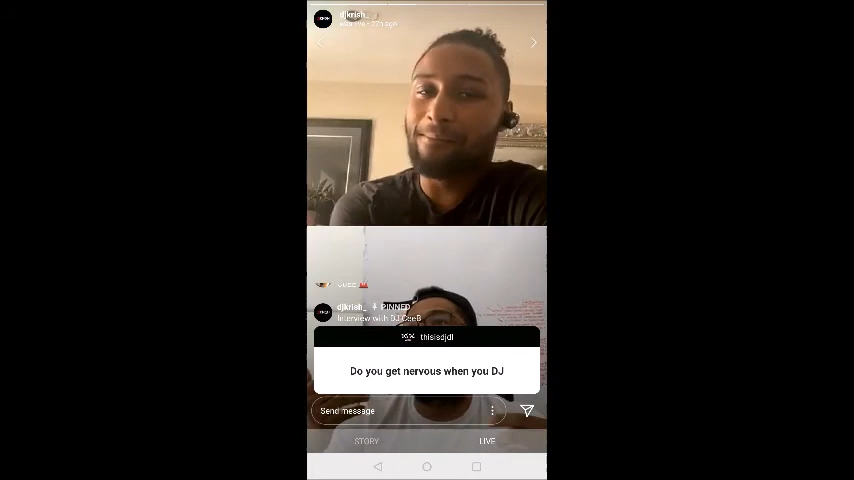 djkrish_
djkrish_ PINNED
Interview with DJ CeeB
thisisdjdl
Do you get nervous when you DJ
Send message
STORY
LIVE